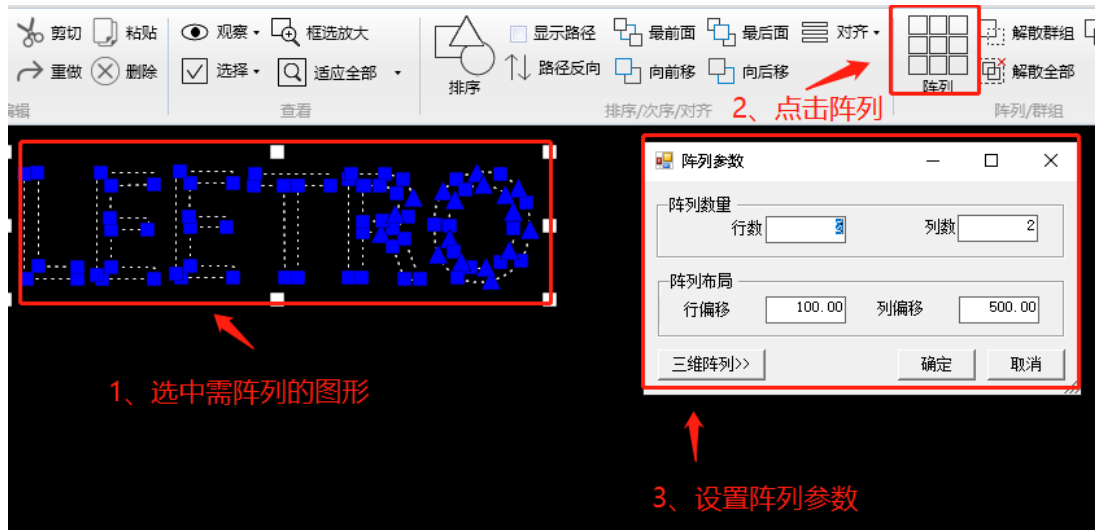 剪切 粘贴 观察 框选放大 显示路径 最前面 最后面 对齐 解散群组
重做 删除 选择 适应全部 排序 路径反向 向前移 向后移 阵列 解散全部
编辑 查看 排序/次序/对齐 阵列/群组
2、点击阵列
LEETRO
阵列参数
阵列数量
行数 列数 2
阵列布局
行偏移 100.00 列偏移 500.00
三维阵列>> 确定 取消
1、选中需阵列的图形
3、设置阵列参数